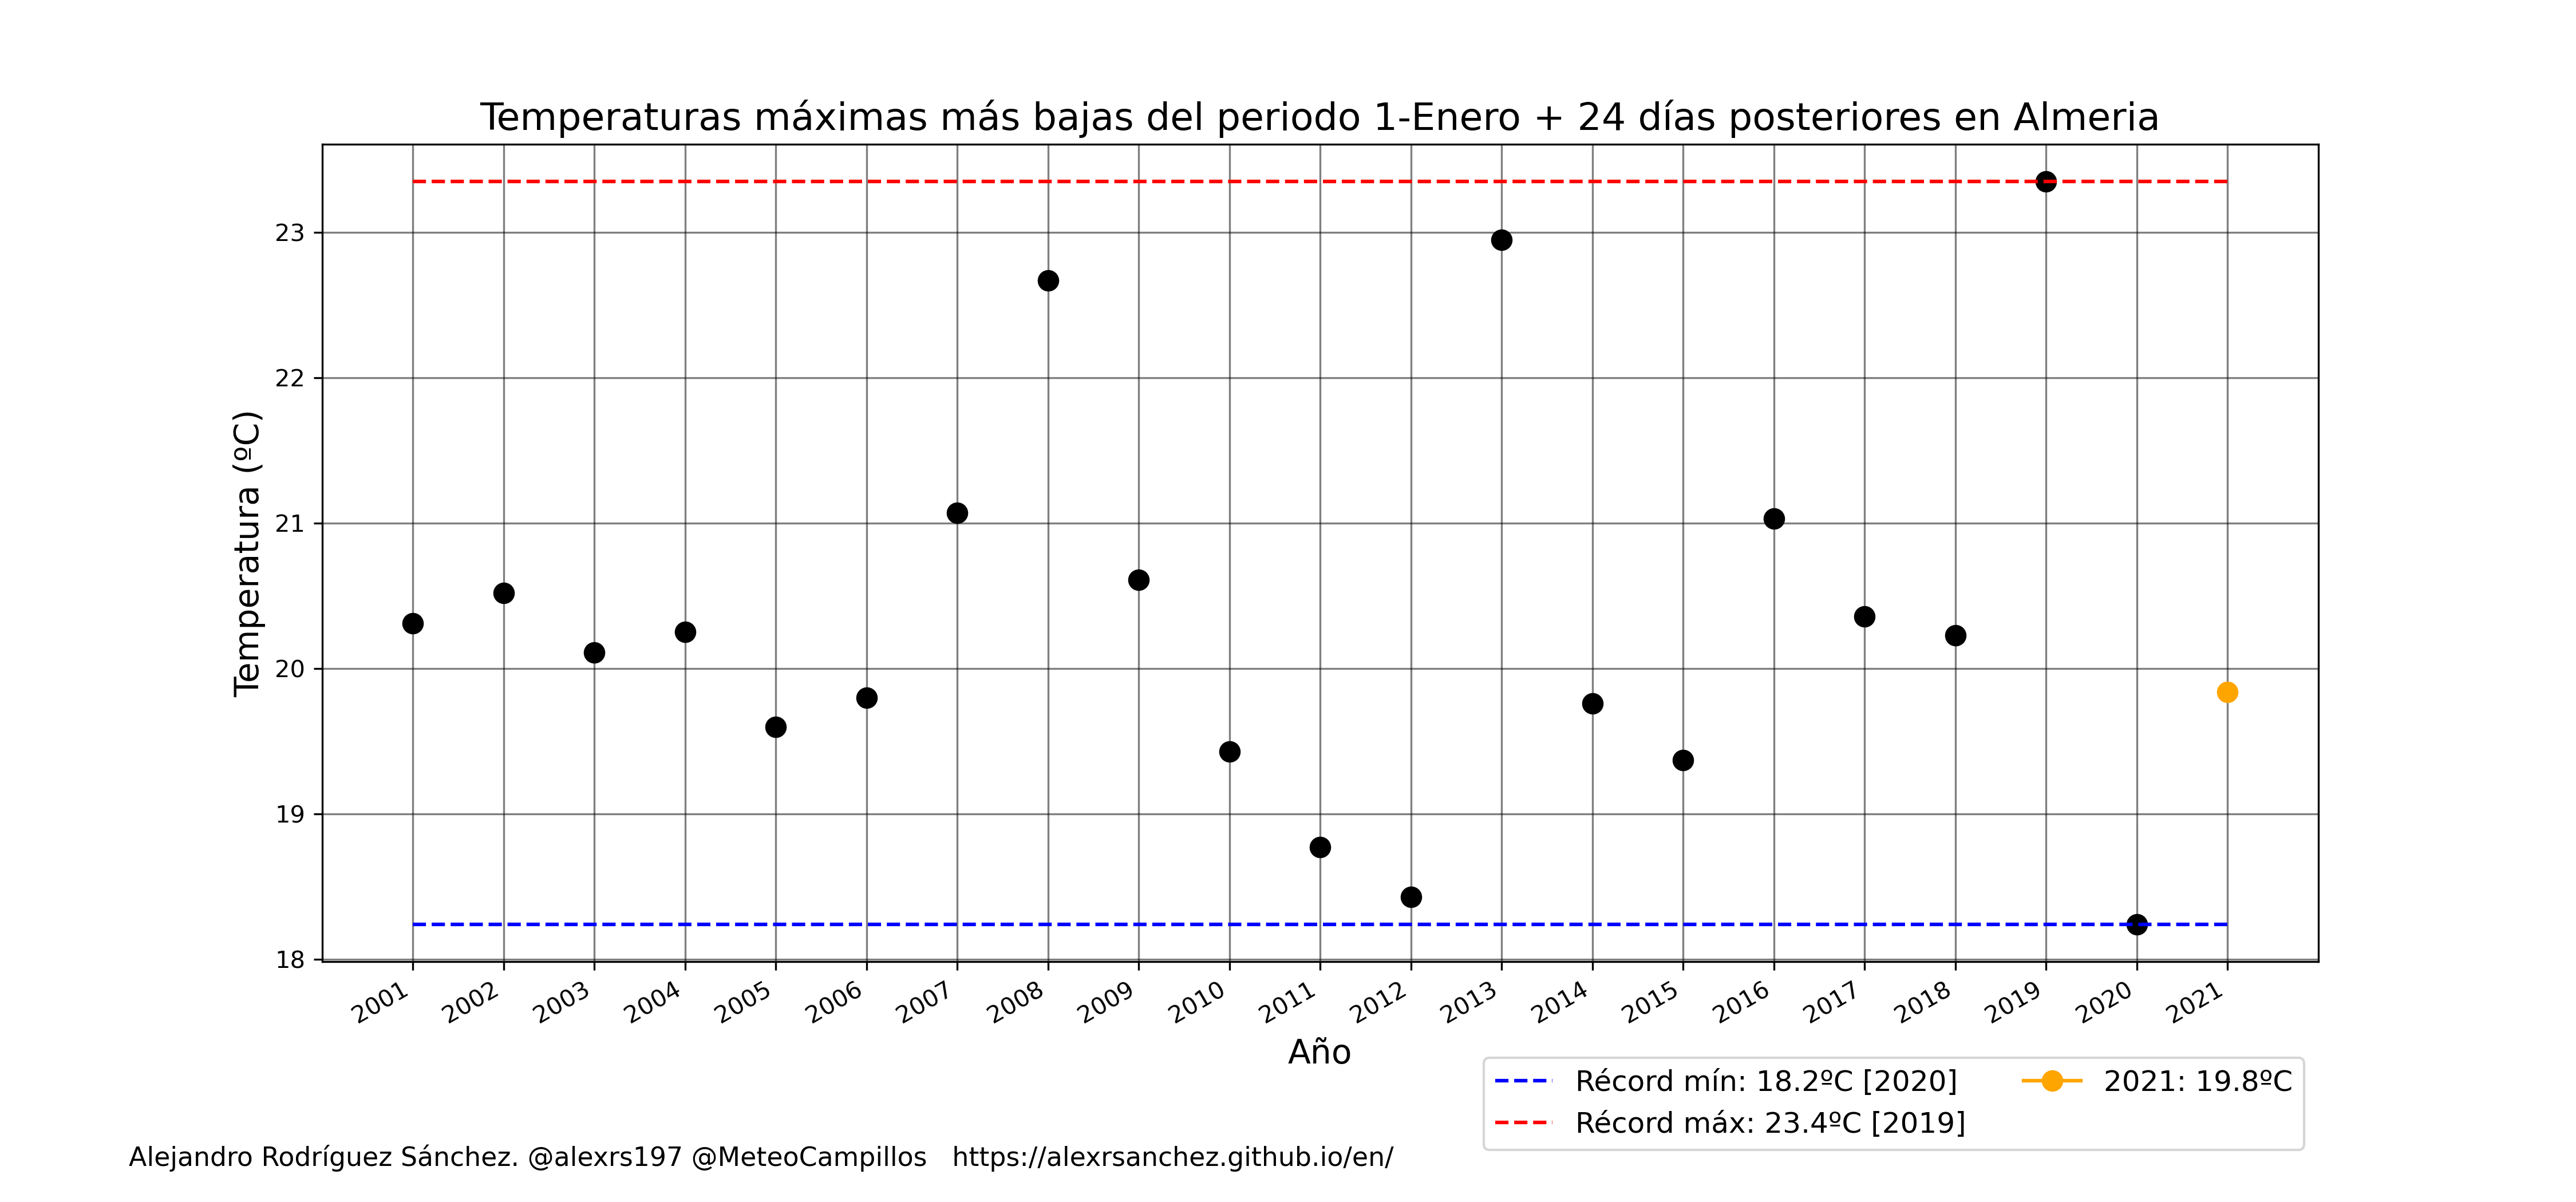 Temperaturas máximas más bajas del periodo 1-Enero + 24 días posteriores en Almeria
Temperatura (ºC)
23
22
21
20
19
18
2001 2002 2003 2004 2005 2006 2007 2008 2009 2010 2011 2012 2013 2014 2015 2016 2017 2018 2019 2020 2021
Año
Récord mín: 18.2ºC [2020]
Récord máx: 23.4ºC [2019]
2021: 19.8ºC
Alejandro Rodríguez Sánchez. @alexrs197 @MeteoCampillos https://alexrsanchez.github.io/en/